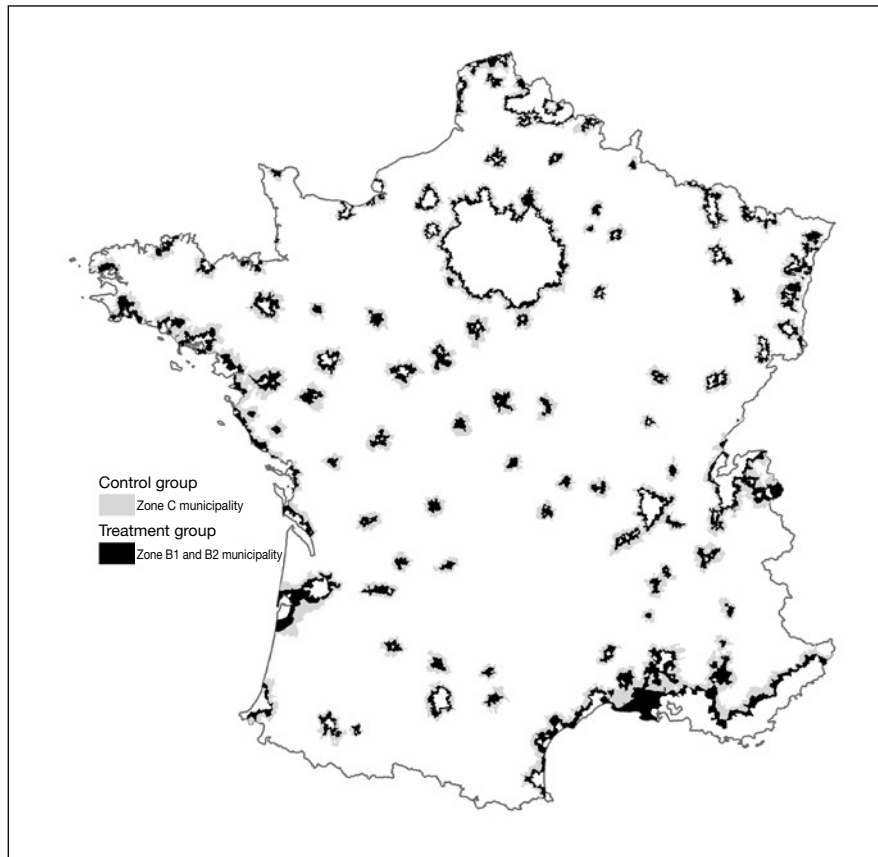 Control group
Zone C municipality
Treatment group
Zone B1 and B2 municipality